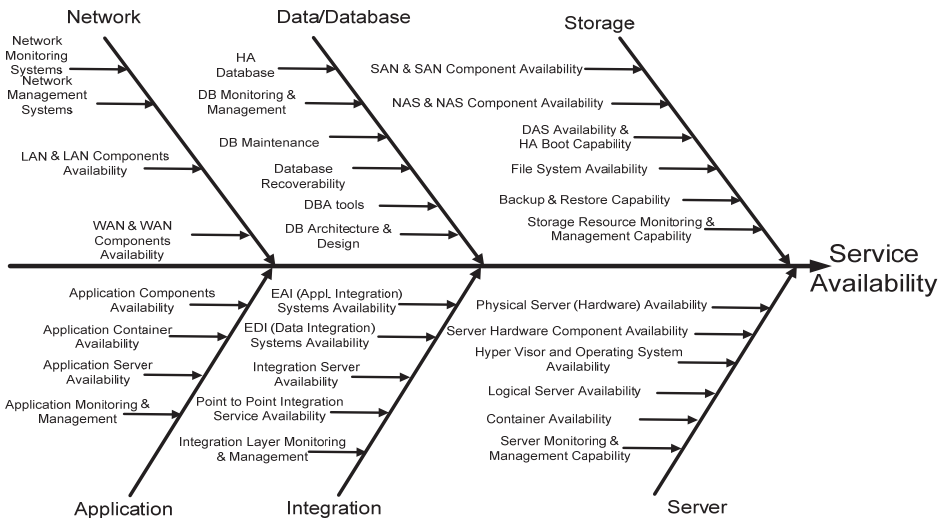 Network
Network
Monitoring
Systems
Network
Management
Systems
LAN & LAN Components
Availability
WAN & WAN
Components
Availability
Data/Database
HA
Database
DB Monitoring &
Management
DB Maintenance
Database
Recoverability
DBA tools
DB Architecture &
Design
Storage
SAN & SAN Component Availability
NAS & NAS Component Availability
DAS Availability &
HA Boot Capability
File System Availability
Backup & Restore Capability
Storage Resource Monitoring &
Management Capability
Service
Availability
Application Components
Availability
Application Container
Availability
Application Server
Availability
Application Monitoring &
Management
Application
EAI (Appl. Integration)
Systems Availability
EDI (Data Integration)
Systems Availability
Integration Server
Availability
Point to Point Integration
Service Availability
Integration Layer Monitoring
& Management
Integration
Physical Server (Hardware) Availability
Server Hardware Component Availability
Hyper Visor and Operating System
Availability
Logical Server Availability
Container Availability
Server Monitoring &
Management Capability
Server